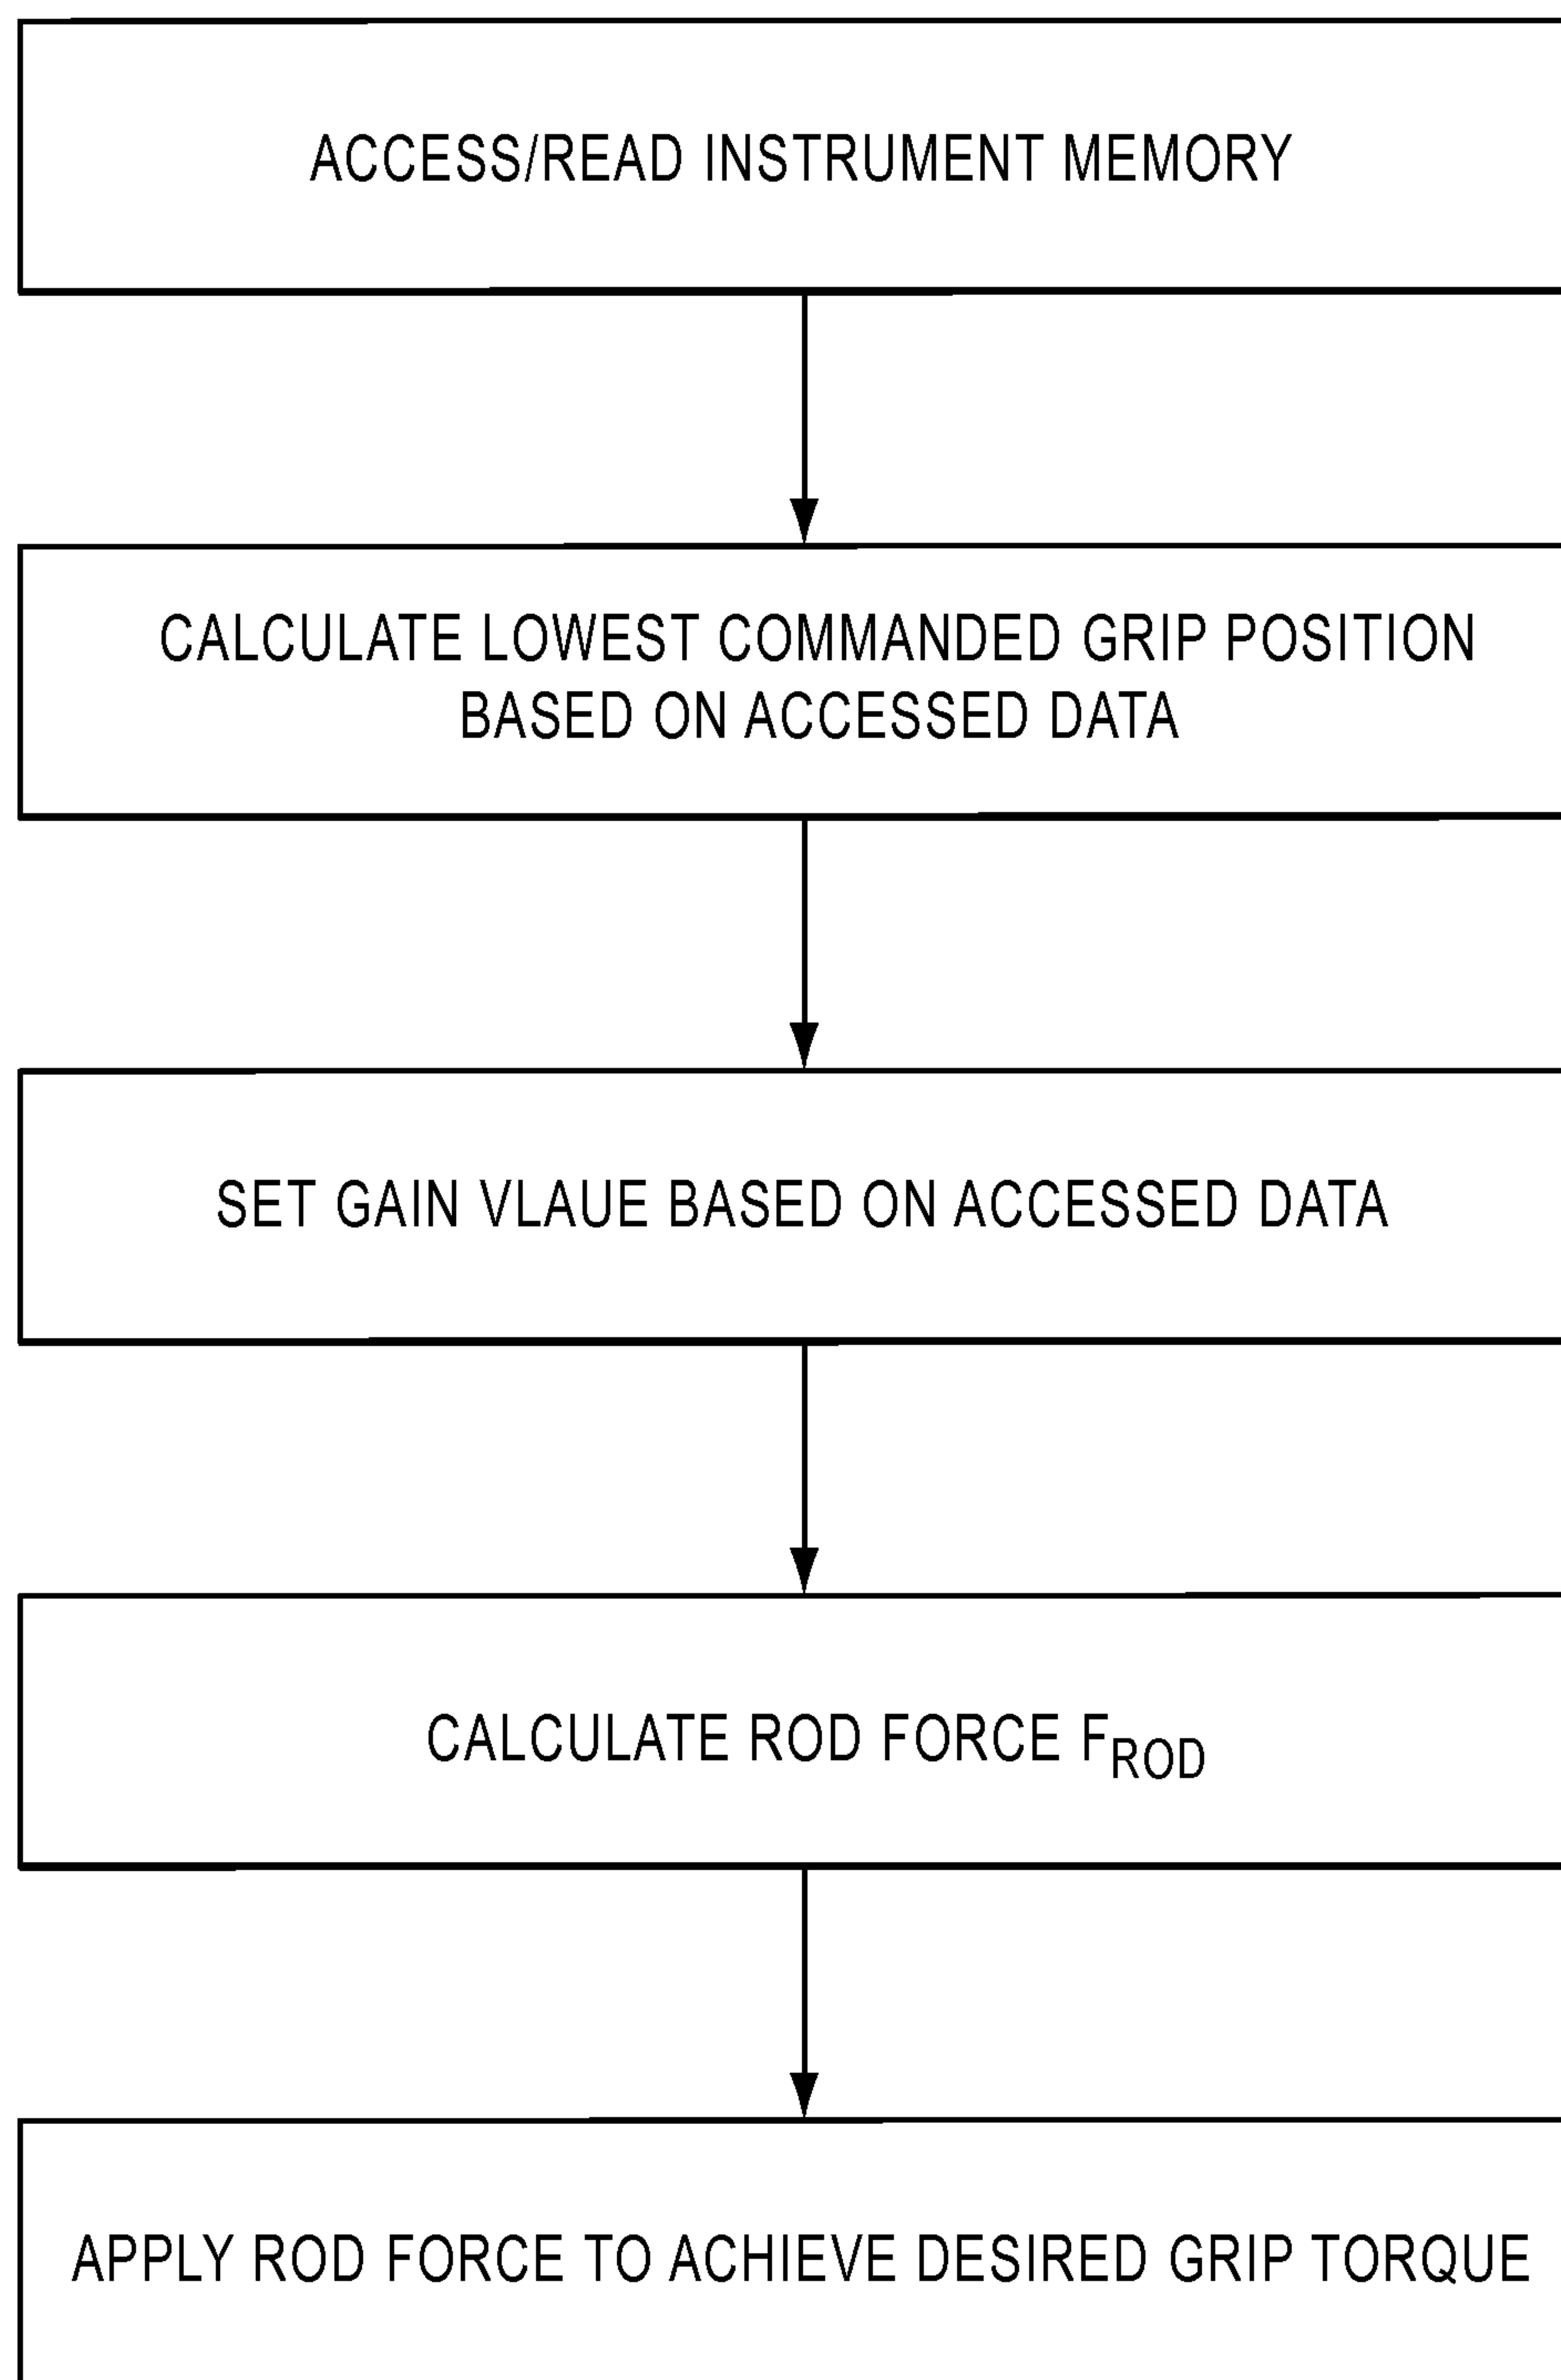 ACCESS/READ INSTRUMENT MEMORY
CALCULATE LOWEST COMMANDED GRIP POSITION
BASED ON ACCESSED DATA
SET GAIN VLAUE BASED ON ACCESSED DATA
CALCULATE ROD FORCE F_ROD
APPLY ROD FORCE TO ACHIEVE DESIRED GRIP TORQUE